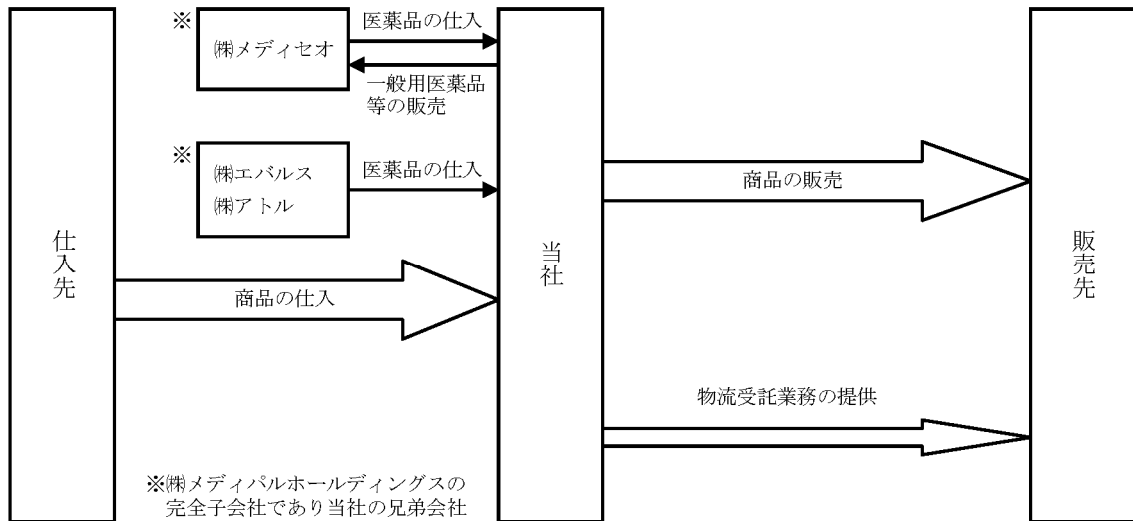 ※
㈱メディセオ
医薬品の仕入
一般用医薬品
等の販売
※
㈱エバルス
㈱アトル
医薬品の仕入
仕入先
商品の仕入
当社
商品の販売
物流受託業務の提供
販売先
※㈱メディパルホールディングスの
完全子会社であり当社の兄弟会社